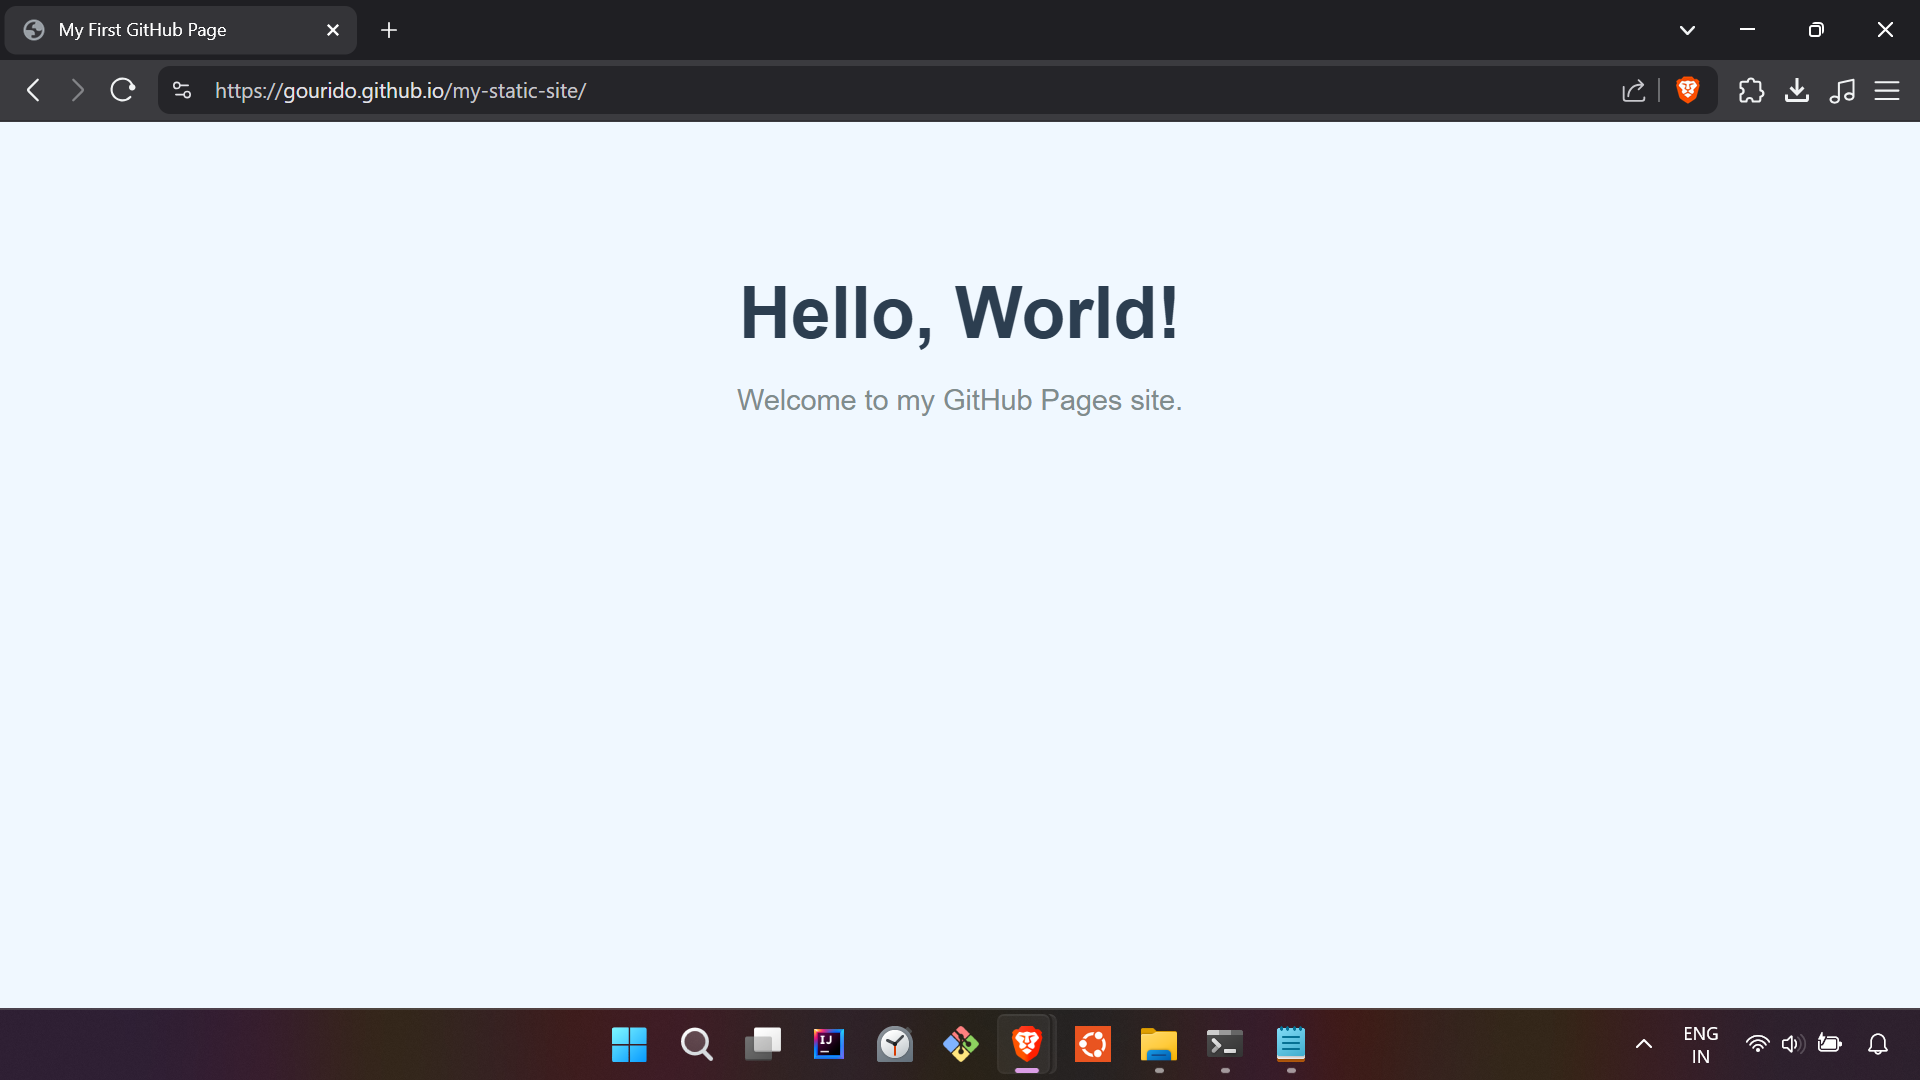 My First GitHub Page
https://gourido.github.io/my-static-site/
Hello, World!
Welcome to my GitHub Pages site.
IJ
ENG
IN